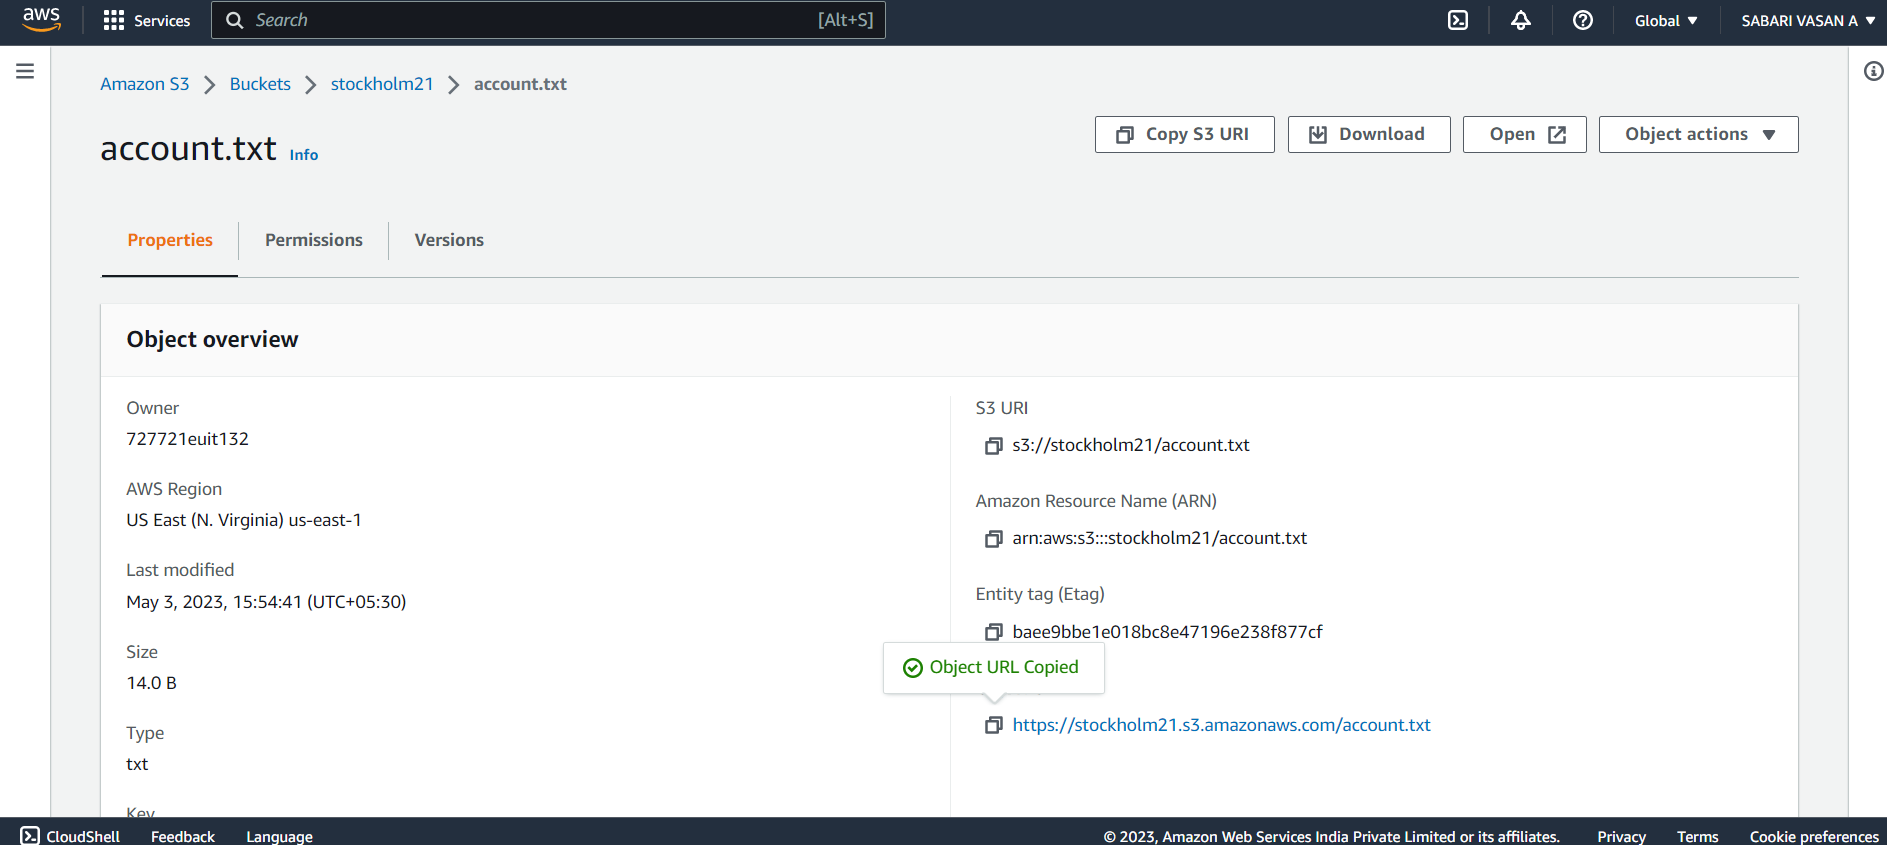 aws Services Search [Alt+S] Global SABARI VASAN A
Amazon S3 Buckets stockholm21 account.txt
account.txt Info
Copy S3 URI Download Open Object actions
Properties Permissions Versions
Object overview
Owner
727721euit132
AWS Region
US East (N. Virginia) us-east-1
Last modified
May 3, 2023, 15:54:41 (UTC+05:30)
Size
14.0 B
Type
txt
Key
S3 URI
s3://stockholm21/account.txt
Amazon Resource Name (ARN)
arn:aws:s3:::stockholm21/account.txt
Entity tag (Etag)
baee9bbe1e018bc8e47196e238f877cf
Object URL Copied
https://stockholm21.s3.amazonaws.com/account.txt
CloudShell Feedback Language © 2023, Amazon Web Services India Private Limited or its affiliates. Privacy Terms Cookie preferences